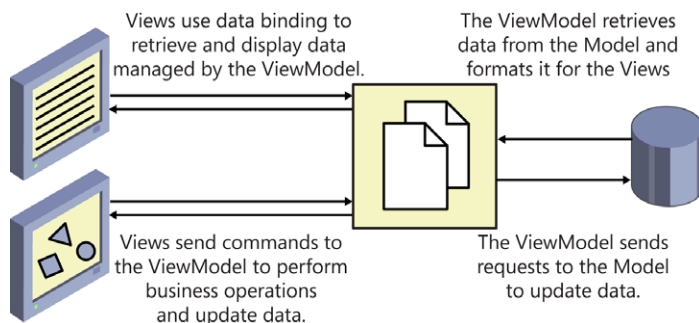 Views use data binding to
retrieve and display data
managed by the ViewModel.
The ViewModel retrieves
data from the Model and
formats it for the Views
Views send commands to
the ViewModel to perform
business operations
and update data.
The ViewModel sends
requests to the Model
to update data.